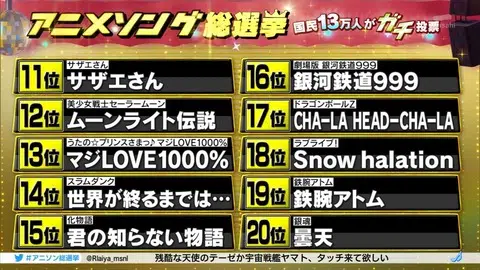 アニメソング総選挙 国民13万人がガチ投票
11位 サザエさん
サザエさん
12位 美少女戦士セーラームーン
ムーンライト伝説
13位 うたの☆プリンスさまっ♪マジLOVE1000%
マジLOVE1000%
14位 スラムダンク
世界が終るまでは…
15位 化物語
君の知らない物語
16位 劇場版 銀河鉄道999
銀河鉄道999
17位 ドラゴンボールZ
CHA-LA HEAD-CHA-LA
18位 ラブライブ!
Snow halation
19位 鉄腕アトム
鉄腕アトム
20位 銀魂
曇天
#アニソン総選挙 @Rlaiya_msnl 残酷な天使のテーゼか宇宙戦艦ヤマト、タッチ来て欲しい